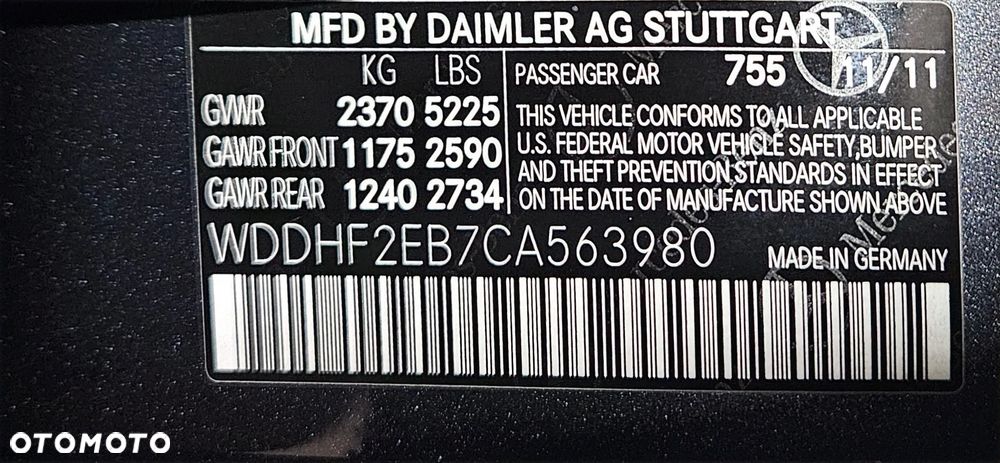 MFD BY DAIMLER AG STUTTGART
KG LBS PASSENGER CAR 755 11/11
GVWR 2370 5225
GAWR FRONT 1175 2590
GAWR REAR 1240 2734
THIS VEHICLE CONFORMS TO ALL APPLICABLE
U.S. FEDERAL MOTOR VEHICLE SAFETY,BUMPER
AND THEFT PREVENTION STANDARDS IN EFFECT
ON THE DATE OF MANUFACTURE SHOWN ABOVE
WDDHF2EB7CA563980 MADE IN GERMANY
OTOMOTO